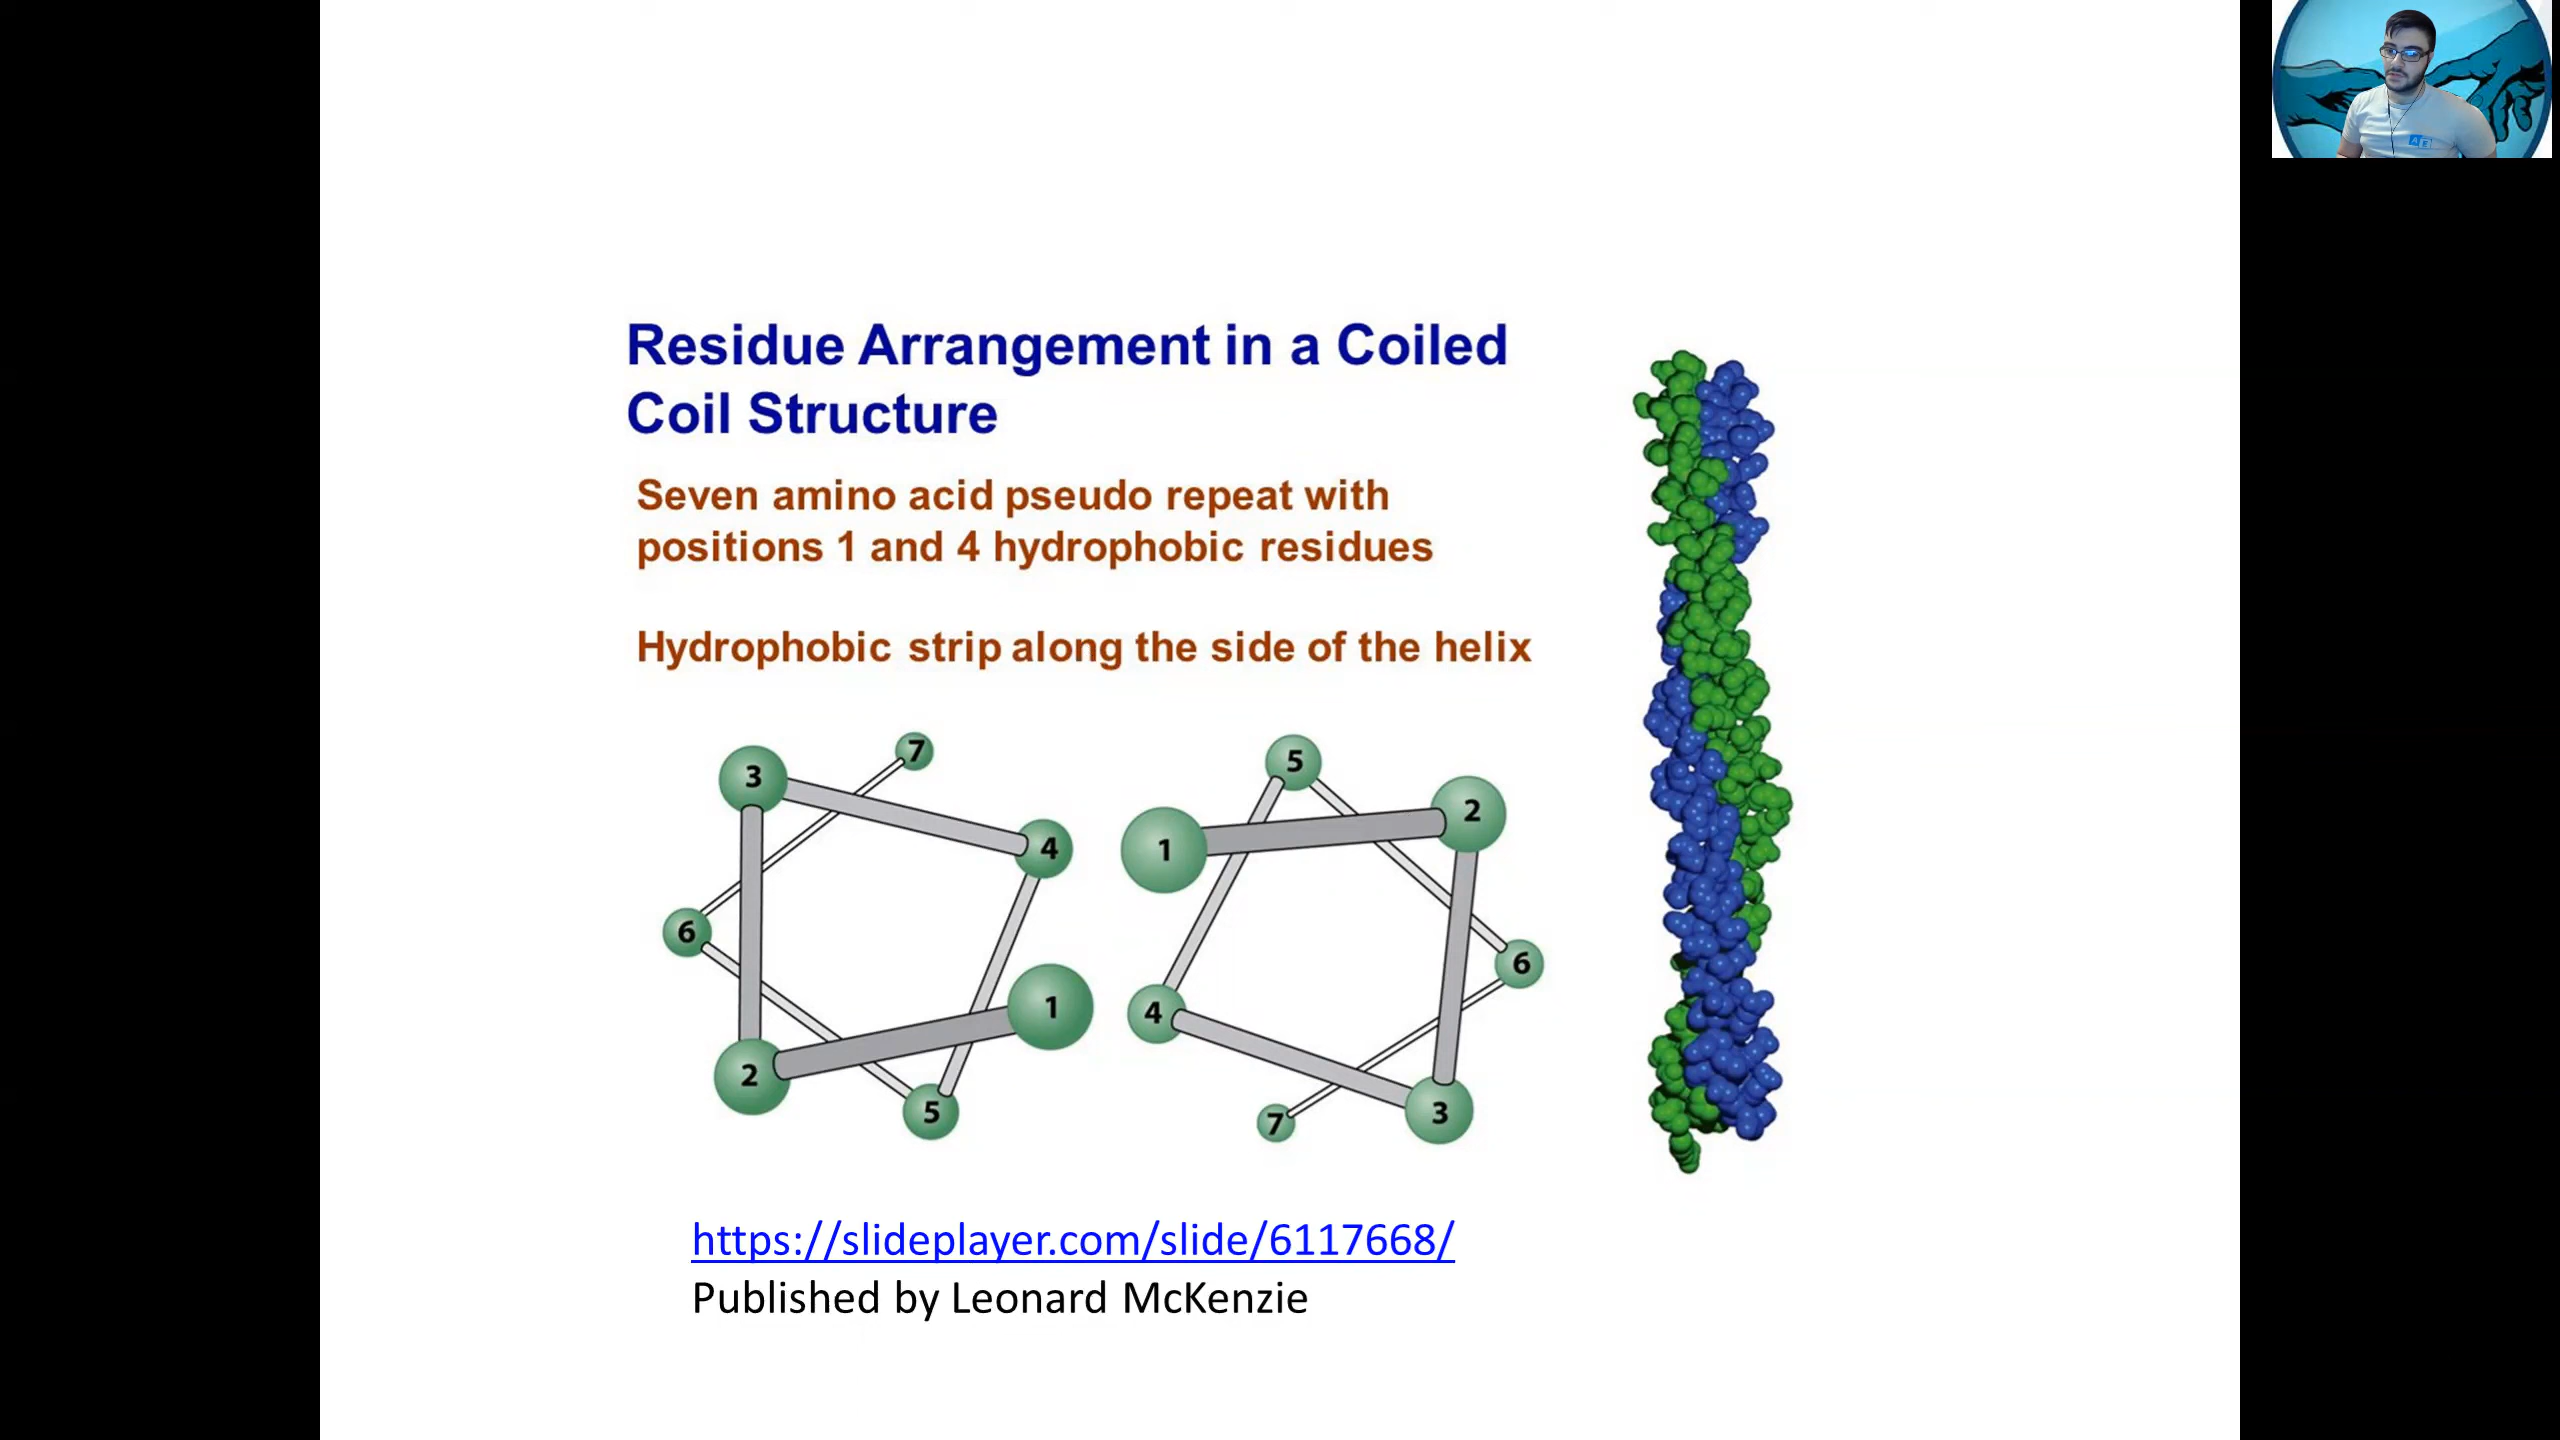 Residue Arrangement in a Coiled
Coil Structure
Seven amino acid pseudo repeat with
positions 1 and 4 hydrophobic residues
Hydrophobic strip along the side of the helix
7
3
4
6
1
2
5
5
2
1
6
4
3
7
https://slideplayer.com/slide/6117668/
Published by Leonard McKenzie
A E